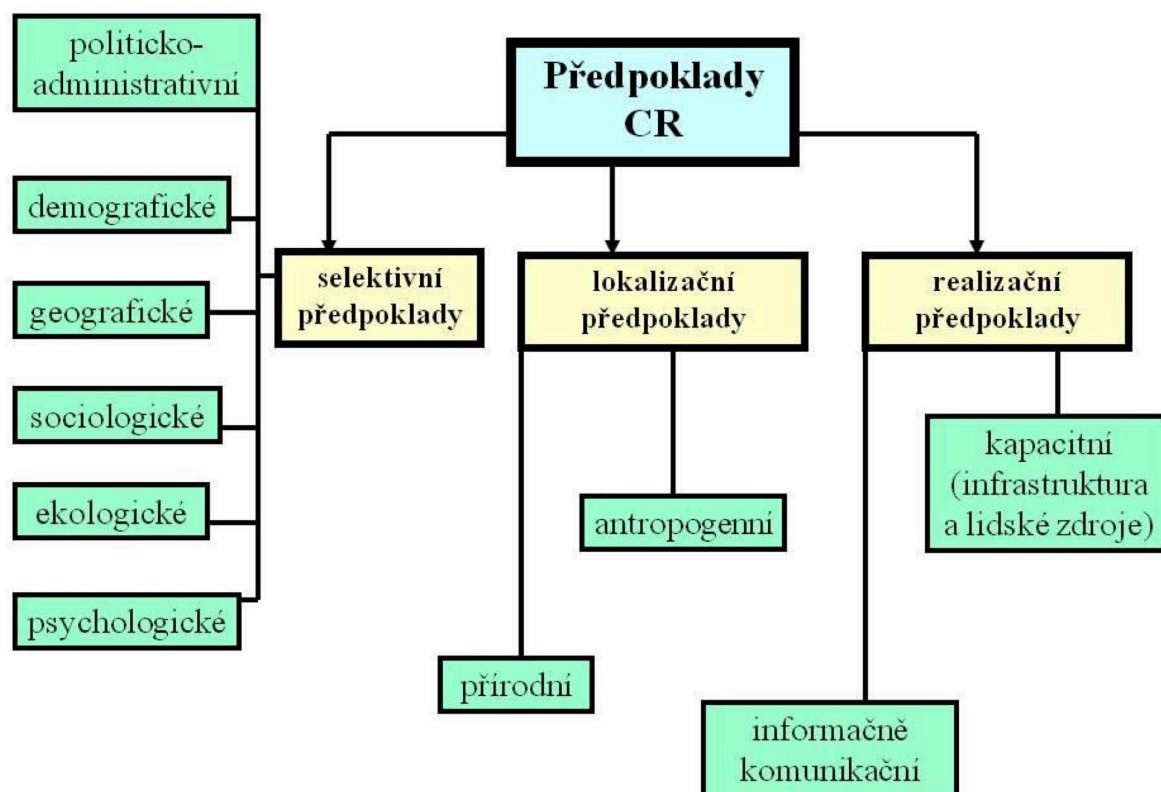 Předpoklady
CR
selektivní
předpoklady
politicko-
administrativní
demografické
geografické
sociologické
ekologické
psychologické
lokalizační
předpoklady
antropogenní
přírodní
realizační
předpoklady
kapacitní
(infrastruktura
a lidské zdroje)
informačně
komunikační